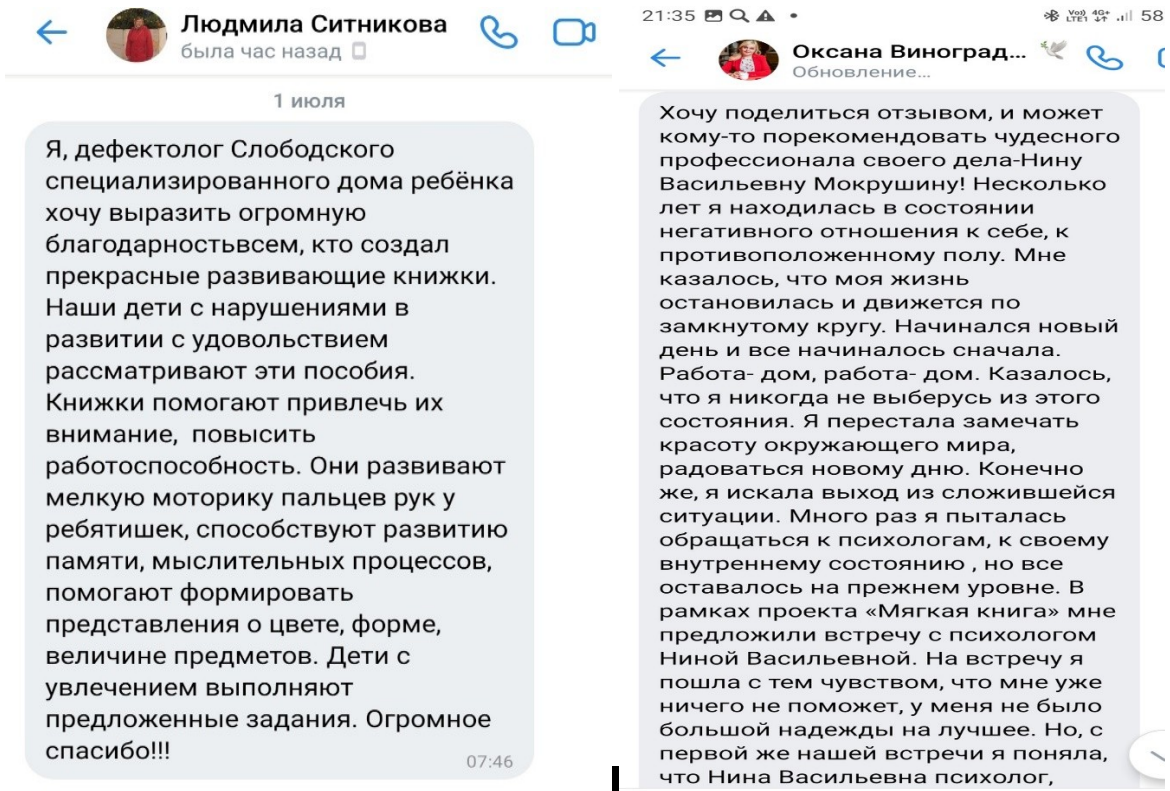 Людмила Ситникова
была час назад
1 июля
Я, дефектолог Слободского
специализированного дома ребёнка
хочу выразить огромную
благодарностьвсем, кто создал
прекрасные развивающие книжки.
Наши дети с нарушениями в
развитии с удовольствием
рассматривают эти пособия.
Книжки помогают привлечь их
внимание, повысить
работоспособность. Они развивают
мелкую моторику пальцев рук у
ребятишек, способствуют развитию
памяти, мыслительных процессов,
помогают формировать
представления о цвете, форме,
величине предметов. Дети с
увлечением выполняют
предложенные задания. Огромное
спасибо!!!
07:46
21:35
Vo)) LTE1 4G+ 58
Оксана Виноград...
Обновление...
Хочу поделиться отзывом, и может
кому-то порекомендовать чудесного
профессионала своего дела-Нину
Васильевну Мокрушину! Несколько
лет я находилась в состоянии
негативного отношения к себе, к
противоположенному полу. Мне
казалось, что моя жизнь
остановилась и движется по
замкнутому кругу. Начинался новый
день и все начиналось сначала.
Работа- дом, работа- дом. Казалось,
что я никогда не выберусь из этого
состояния. Я перестала замечать
красоту окружающего мира,
радоваться новому дню. Конечно
же, я искала выход из сложившейся
ситуации. Много раз я пыталась
обращаться к психологам, к своему
внутреннему состоянию , но все
оставалось на прежнем уровне. В
рамках проекта «Мягкая книга» мне
предложили встречу с психологом
Ниной Васильевной. На встречу я
пошла с тем чувством, что мне уже
ничего не поможет, у меня не было
большой надежды на лучшее. Но, с
первой же нашей встречи я поняла,
что Нина Васильевна психолог,